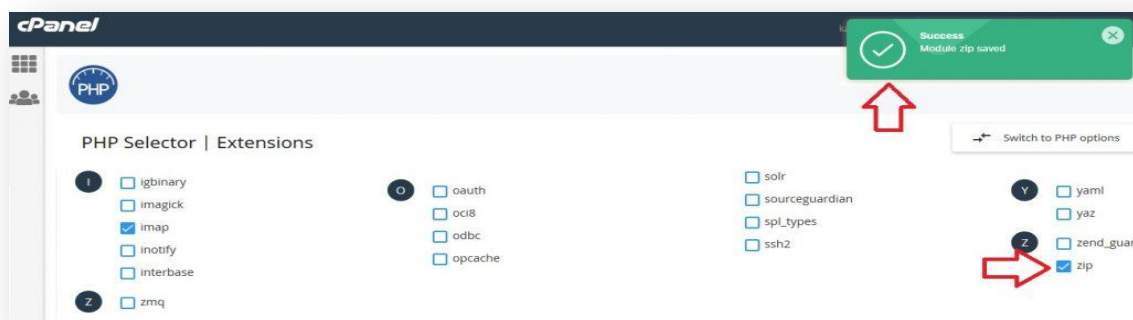 cPanel
Success
Module zip saved
PHP
PHP Selector | Extensions
Switch to PHP options
I
igbinary
imagick
imap
inotify
interbase
Z
zmq
O
oauth
oci8
odbc
opcache
solr
sourceguardian
spl_types
ssh2
Y
yaml
yaz
Z
zend_guar
zip